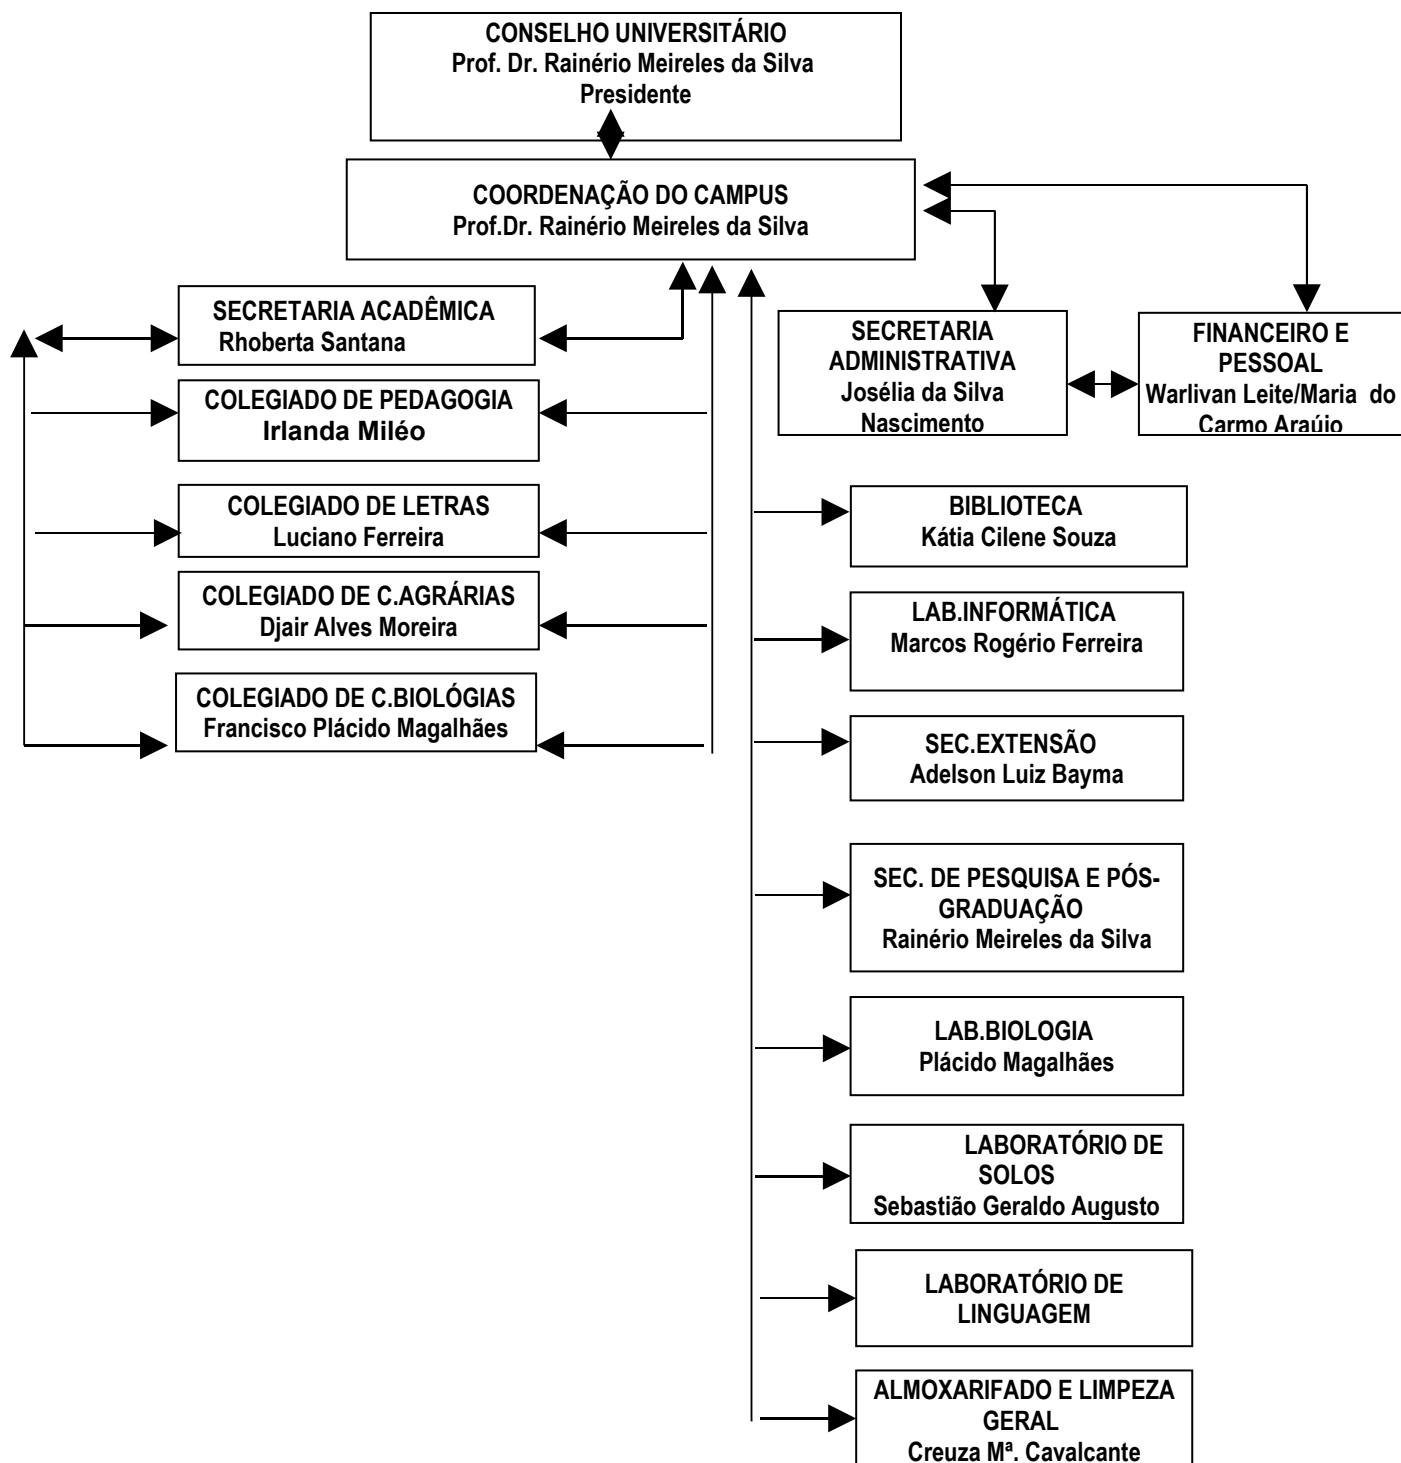 CONSELHO UNIVERSITÁRIO
Prof. Dr. Rainério Meireles da Silva
Presidente
COORDENAÇÃO DO CAMPUS
Prof.Dr. Rainério Meireles da Silva
SECRETARIA ACADÊMICA
Rhoberta Santana
COLEGIADO DE PEDAGOGIA
Irlanda Miléo
COLEGIADO DE LETRAS
Luciano Ferreira
COLEGIADO DE C.AGRÁRIAS
Djair Alves Moreira
COLEGIADO DE C.BIOLÓGIAS
Francisco Plácido Magalhães
SECRETARIA
ADMINISTRATIVA
Josélia da Silva
Nascimento
FINANCEIRO E
PESSOAL
Warlivan Leite/Maria do
Carmo Araújo
BIBLIOTECA
Kátia Cilene Souza
LAB.INFORMÁTICA
Marcos Rogério Ferreira
SEC.EXTENSÃO
Adelson Luiz Bayma
SEC. DE PESQUISA E PÓS-
GRADUAÇÃO
Rainério Meireles da Silva
LAB.BIOLOGIA
Plácido Magalhães
LABORATÓRIO DE
SOLOS
Sebastião Geraldo Augusto
LABORATÓRIO DE
LINGUAGEM
ALMOXARIFADO E LIMPEZA
GERAL
Creuza Mª. Cavalcante